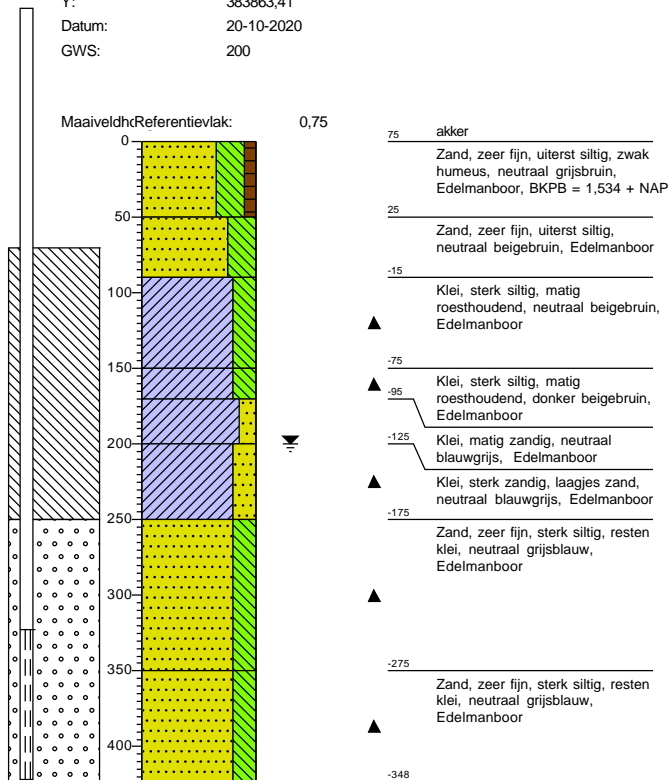 Y: 383863,41
Datum: 20-10-2020
GWS: 200
Referentievlak: 0,75
0
50
100
150
200
250
300
350
400
75 akker
Zand, zeer fijn, uiterst siltig, zwak
humeus, neutraal grijsbruin,
Edelmanboor, BKPB = 1,534 + NAP
25
Zand, zeer fijn, uiterst siltig,
neutraal beigebruin, Edelmanboor
-15
Klei, sterk siltig, matig
roesthoudend, neutraal beigebruin,
Edelmanboor
-75
Klei, sterk siltig, matig
-95
roesthoudend, donker beigebruin,
Edelmanboor
-125
Klei, matig zandig, neutraal
blauwgrijs, Edelmanboor
Klei, sterk zandig, laagjes zand,
neutraal blauwgrijs, Edelmanboor
-175
Zand, zeer fijn, sterk siltig, resten
klei, neutraal grijsblauw,
Edelmanboor
-275
Zand, zeer fijn, sterk siltig, resten
klei, neutraal grijsblauw,
Edelmanboor
-348